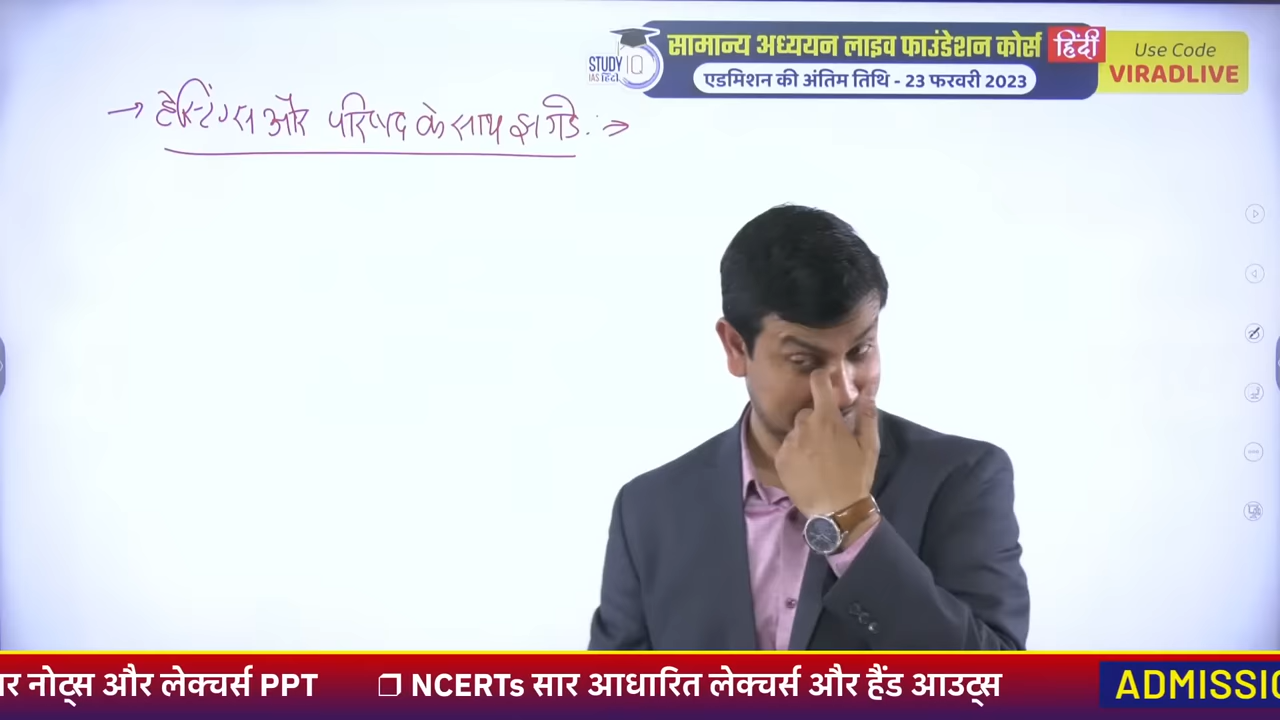 सामान्य अध्ययन लाइव फाउंडेशन कोर्स हिंदी
एडमिशन की अंतिम तिथि - 23 फरवरी 2023
STUDY IQ
IAS हिंदी
Use Code
VIRADLIVE
→ हेस्टिंग्स और परिषद के साथ झगडे :⇒
र नोट्स और लेक्चर्स PPT ❐ NCERTs सार आधारित लेक्चर्स और हैंड आउट्स ADMISSIO